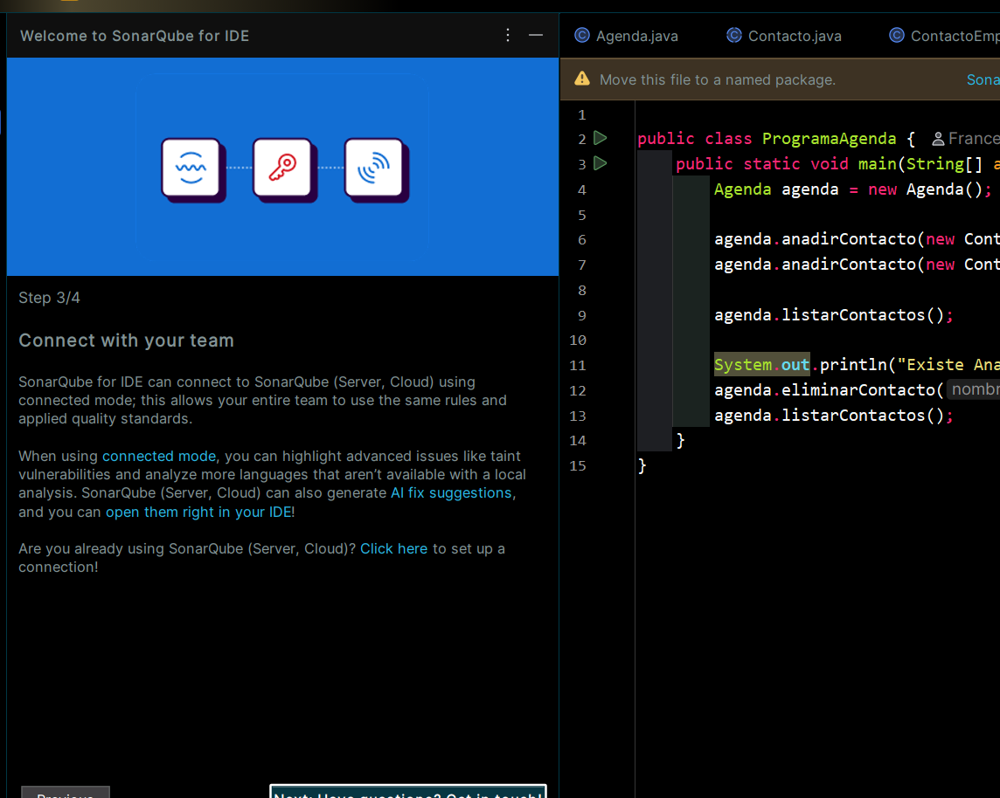 Welcome to SonarQube for IDE
Step 3/4
Connect with your team
SonarQube for IDE can connect to SonarQube (Server, Cloud) using
connected mode; this allows your entire team to use the same rules and
applied quality standards.
When using connected mode, you can highlight advanced issues like taint
vulnerabilities and analyze more languages that aren’t available with a local
analysis. SonarQube (Server, Cloud) can also generate AI fix suggestions,
and you can open them right in your IDE!
Are you already using SonarQube (Server, Cloud)? Click here to set up a
connection!
Previous
Next: Have questions? Get in touch!
Agenda.java
Contacto.java
ContactoEmp
Move this file to a named package.
Sona
1
2 public class ProgramaAgenda { France
3 public static void main(String[] a
4 Agenda agenda = new Agenda();
5
6 agenda.anadirContacto(new Cont
7 agenda.anadirContacto(new Cont
8
9 agenda.listarContactos();
10
11 System.out.println("Existe Ana
12 agenda.eliminarContacto( nombr
13 agenda.listarContactos();
14 }
15 }